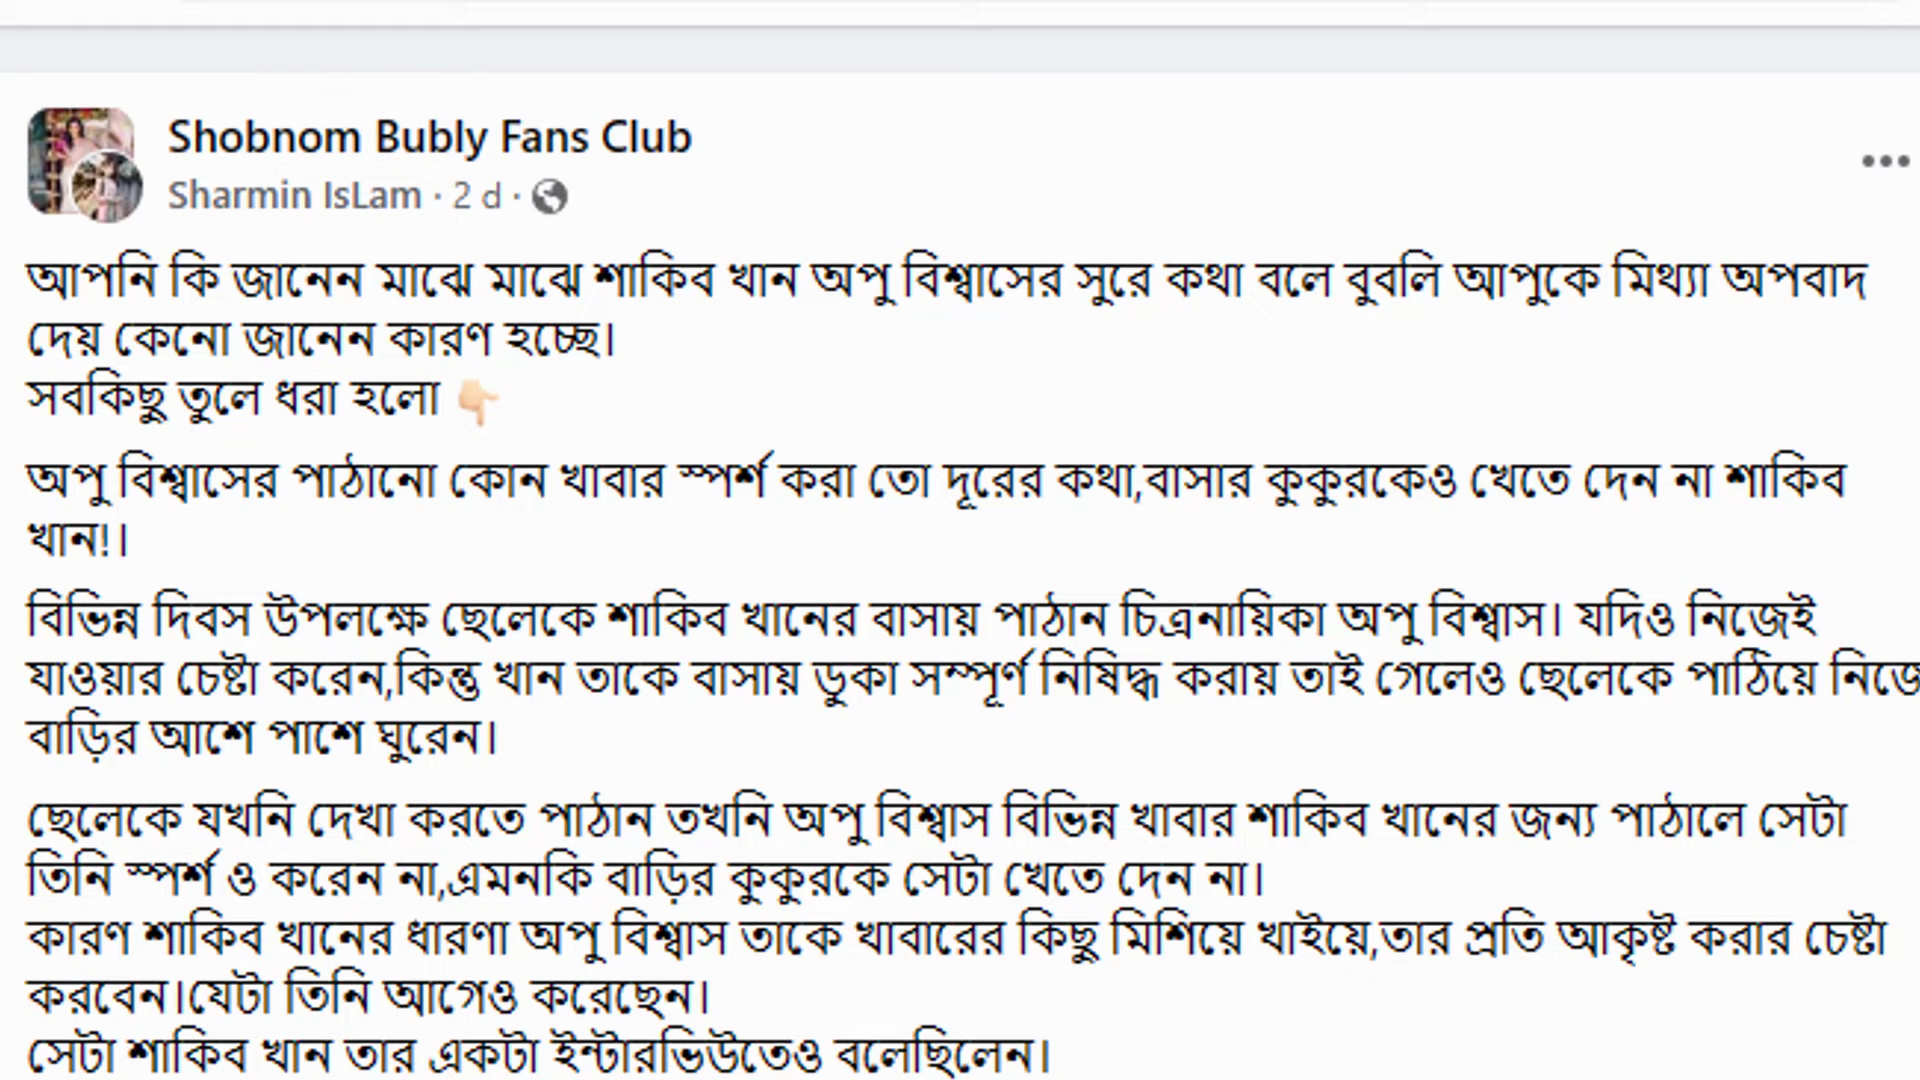 Shobnom Bubly Fans Club
Sharmin IsLam · 2 d ·
আপনি কি জানেন মাঝে মাঝে শাকিব খান অপু বিশ্বাসের সুরে কথা বলে বুবলি আপুকে মিথ্যা অপবাদ
দেয় কেনো জানেন কারণ হচ্ছে।
সবকিছু তুলে ধরা হলো 👇🏻
অপু বিশ্বাসের পাঠানো কোন খাবার স্পর্শ করা তো দূরের কথা,বাসার কুকুরকেও খেতে দেন না শাকিব
খান!।
বিভিন্ন দিবস উপলক্ষে ছেলেকে শাকিব খানের বাসায় পাঠান চিত্রনায়িকা অপু বিশ্বাস। যদিও নিজেই
যাওয়ার চেষ্টা করেন,কিন্তু খান তাকে বাসায় ডুকা সম্পূর্ণ নিষিদ্ধ করায় তাই গেলেও ছেলেকে পাঠিয়ে নিজে
বাড়ির আশে পাশে ঘুরেন।
ছেলেকে যখনি দেখা করতে পাঠান তখনি অপু বিশ্বাস বিভিন্ন খাবার শাকিব খানের জন্য পাঠালে সেটা
তিনি স্পর্শ ও করেন না,এমনকি বাড়ির কুকুরকে সেটা খেতে দেন না।
কারণ শাকিব খানের ধারণা অপু বিশ্বাস তাকে খাবারের কিছু মিশিয়ে খাইয়ে,তার প্রতি আকৃষ্ট করার চেষ্টা
করবেন।যেটা তিনি আগেও করেছেন।
সেটা শাকিব খান তার একটা ইন্টারভিউতেও বলেছিলেন।